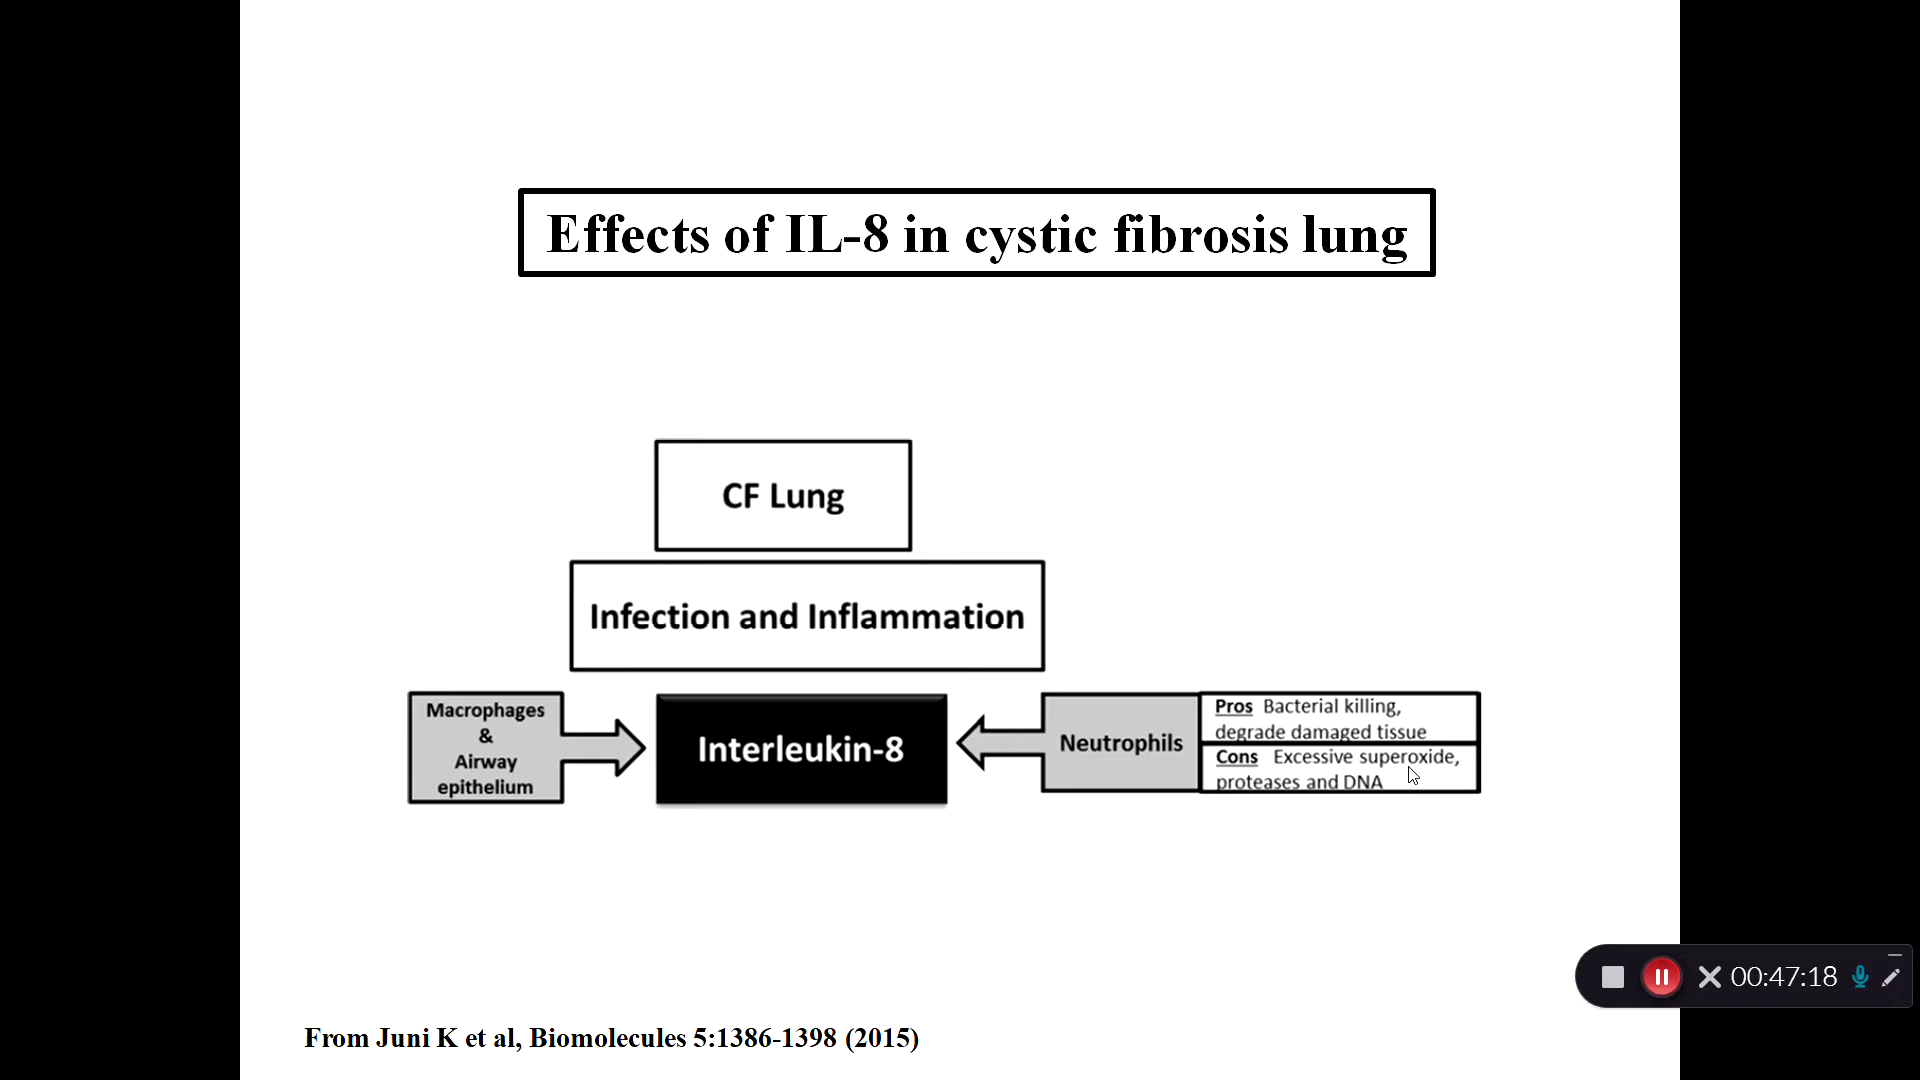 Effects of IL-8 in cystic fibrosis lung
CF Lung
Infection and Inflammation
Macrophages
&
Airway
epithelium
Interleukin-8
Neutrophils
Pros Bacterial killing,
degrade damaged tissue
Cons Excessive superoxide,
proteases and DNA
00:47:18
From Juni K et al, Biomolecules 5:1386-1398 (2015)